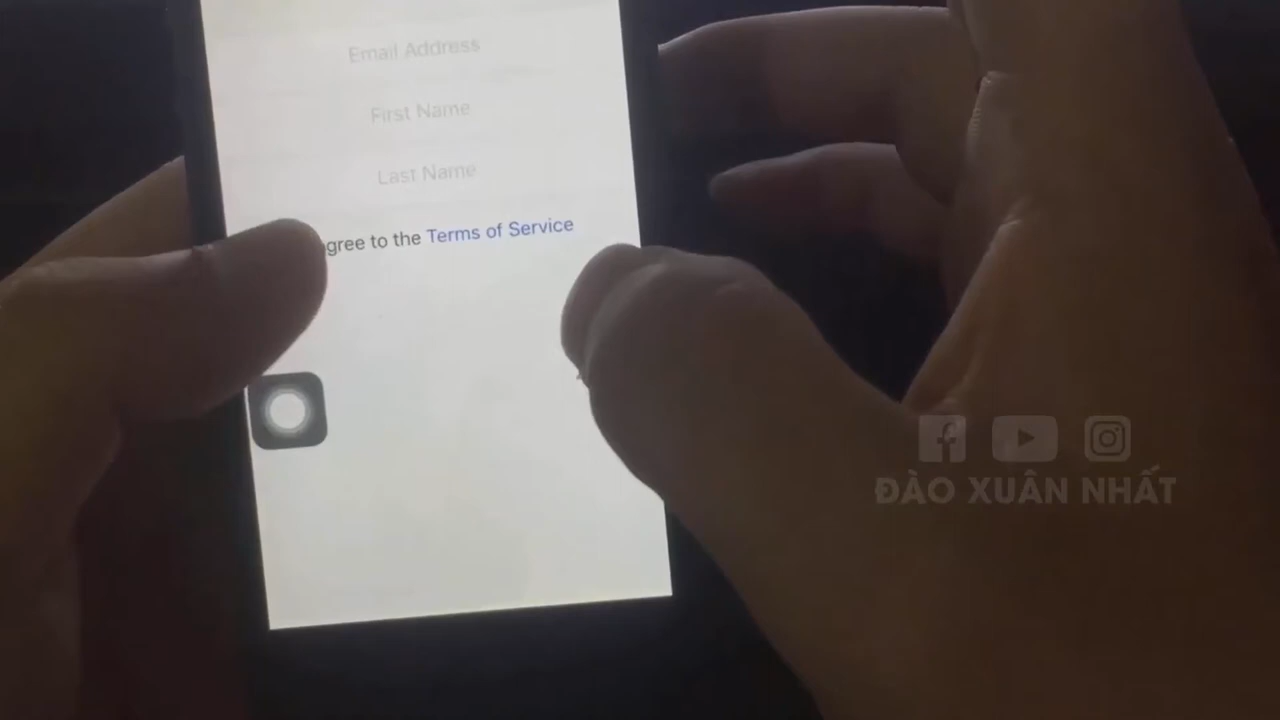 Email Address
First Name
Last Name
gree to the Terms of Service
ĐÀO XUÂN NHẤT